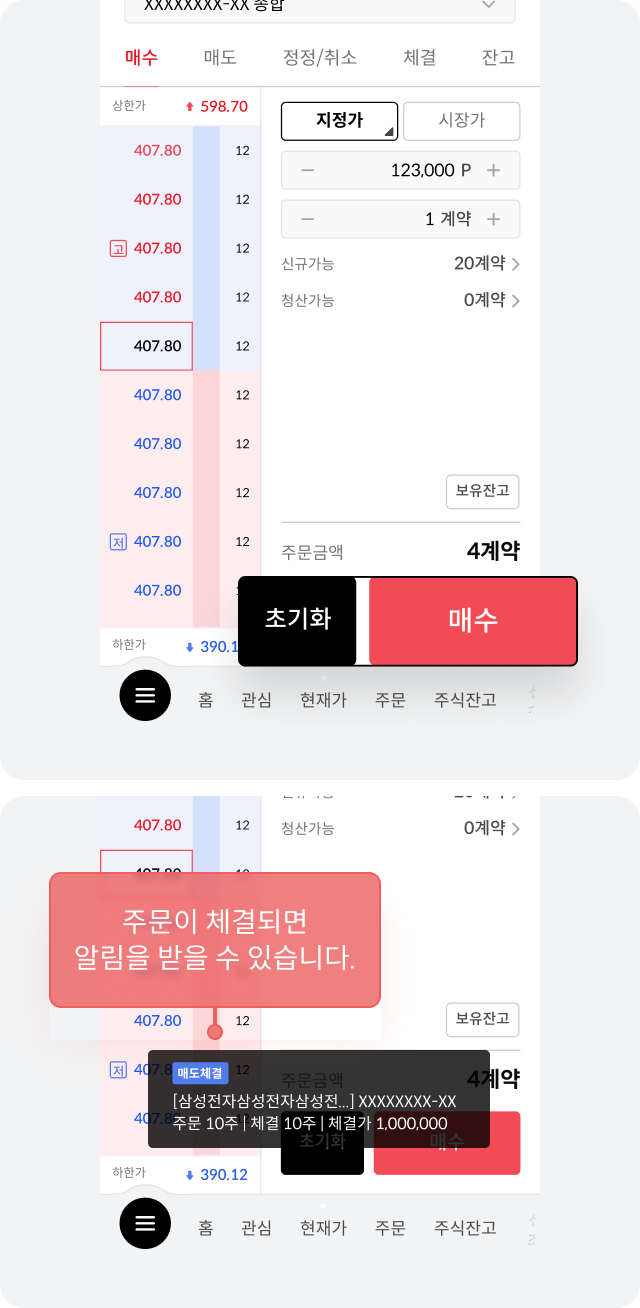 XXXXXXXX-XX 종합
매수 매도 정정/취소 체결 잔고
상한가 598.70
지정가 시장가
407.80 12
123,000 P
407.80 12
1 계약
고 407.80 12
신규가능 20계약
407.80 12
청산가능 0계약
407.80 12
407.80 12
407.80 12
407.80 12
보유잔고
저 407.80 12
주문금액 4계약
407.80
초기화 매수
하한가 390.1
홈 관심 현재가 주문 주식잔고
407.80 12
청산가능 0계약
407.80 12
주문이 체결되면
알림을 받을 수 있습니다.
407.80 12
보유잔고
저 407.80 12
매도체결
주문금액 4계약
[삼성전자삼성전자삼성전...] XXXXXXXX-XX
407.80
주문 10주 | 체결 10주 | 체결가 1,000,000
초기화 매수
하한가 390.12
홈 관심 현재가 주문 주식잔고